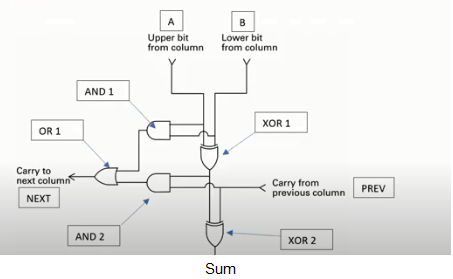 A
B
Upper bit
from column
Lower bit
from column
AND 1
XOR 1
OR 1
Carry to
next column
NEXT
Carry from
previous column
PREV
AND 2
XOR 2
Sum